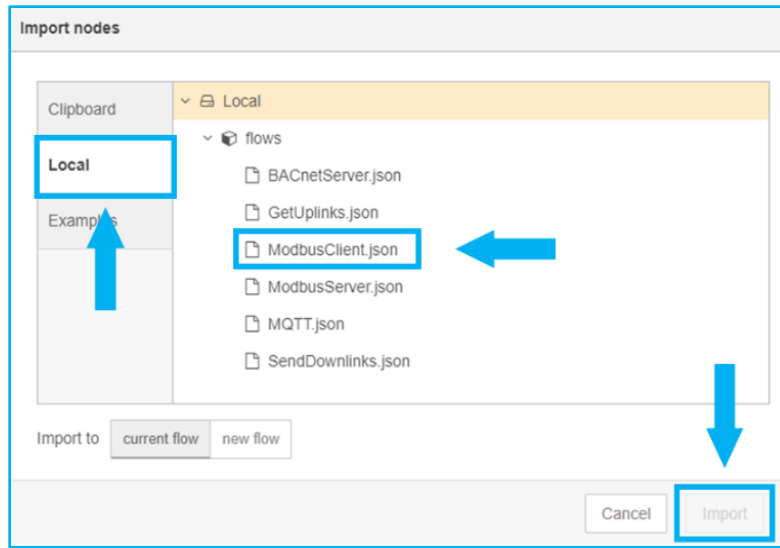 Import nodes
Clipboard
Local
Examples
Local
flows
BACnetServer.json
GetUplinks.json
ModbusClient.json
ModbusServer.json
MQTT.json
SendDownlinks.json
Import to current flow new flow
Cancel Import